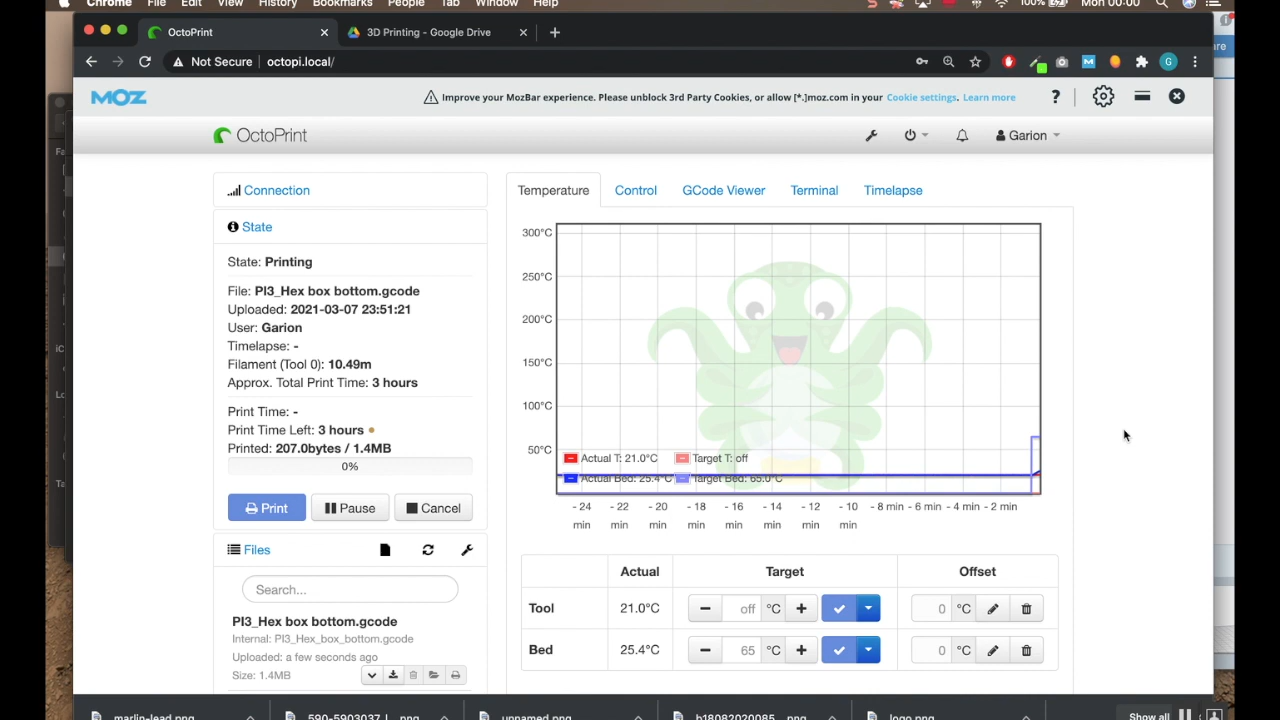 Chrome File Edit View History Bookmarks People Tab Window Help 100% Mon 00:00
OctoPrint
3D Printing - Google Drive
Not Secure octopi.local/
G
MOZ
Improve your MozBar experience. Please unblock 3rd Party Cookies, or allow [*.]moz.com in your Cookie settings. Learn more
OctoPrint
Garion
Connection
State
State: Printing
File: PI3_Hex box bottom.gcode
Uploaded: 2021-03-07 23:51:21
User: Garion
Timelapse: -
Filament (Tool 0): 10.49m
Approx. Total Print Time: 3 hours
Print Time: -
Print Time Left: 3 hours
Printed: 207.0bytes / 1.4MB
0%
Print Pause Cancel
Files
Search...
PI3_Hex box bottom.gcode
Internal: PI3_Hex_box_bottom.gcode
Uploaded: a few seconds ago
Size: 1.4MB
Temperature Control GCode Viewer Terminal Timelapse
300°C
250°C
200°C
150°C
100°C
50°C
Actual T: 21.0°C Target T: off
Actual Bed: 25.4°C Target Bed: 65.0°C
- 24 min - 22 min - 20 min - 18 min - 16 min - 14 min - 12 min - 10 min - 8 min - 6 min - 4 min - 2 min
Actual Target Offset
Tool 21.0°C off °C 0 °C
Bed 25.4°C 65 °C 0 °C
marlin-lead.png unnamed.png logo.png Show all